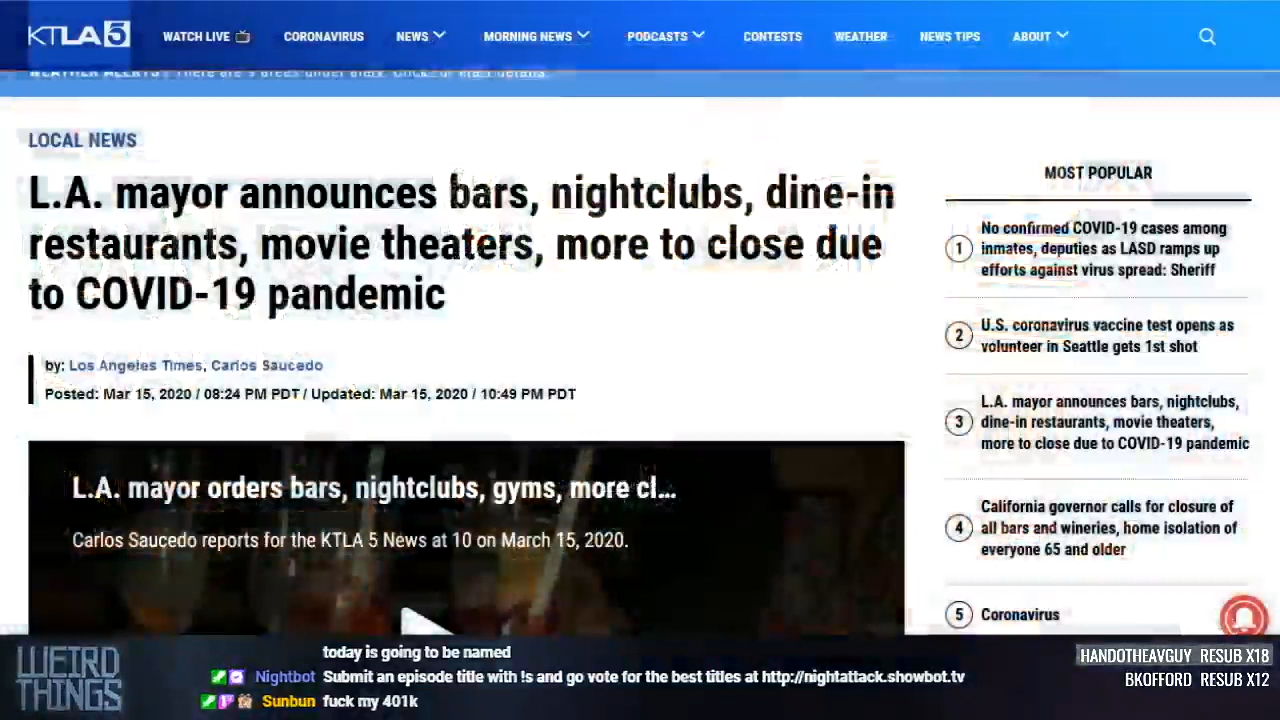 KTLA 5 WATCH LIVE CORONAVIRUS NEWS MORNING NEWS PODCASTS CONTESTS WEATHER NEWS TIPS ABOUT
LOCAL NEWS
L.A. mayor announces bars, nightclubs, dine-in
restaurants, movie theaters, more to close due
to COVID-19 pandemic
by: Los Angeles Times, Carlos Saucedo
Posted: Mar 15, 2020 / 08:24 PM PDT / Updated: Mar 15, 2020 / 10:49 PM PDT
L.A. mayor orders bars, nightclubs, gyms, more cl...
Carlos Saucedo reports for the KTLA 5 News at 10 on March 15, 2020.
MOST POPULAR
1 No confirmed COVID-19 cases among
inmates, deputies as LASD ramps up
efforts against virus spread: Sheriff
2 U.S. coronavirus vaccine test opens as
volunteer in Seattle gets 1st shot
3 L.A. mayor announces bars, nightclubs,
dine-in restaurants, movie theaters,
more to close due to COVID-19 pandemic
4 California governor calls for closure of
all bars and wineries, home isolation of
everyone 65 and older
5 Coronavirus
WEIRD
THINGS
today is going to be named
Nightbot Submit an episode title with !s and go vote for the best titles at http://nightattack.showbot.tv
Sunbun fuck my 401k
HANDOTHEAVGUY RESUB X18
BKOFFORD RESUB X12